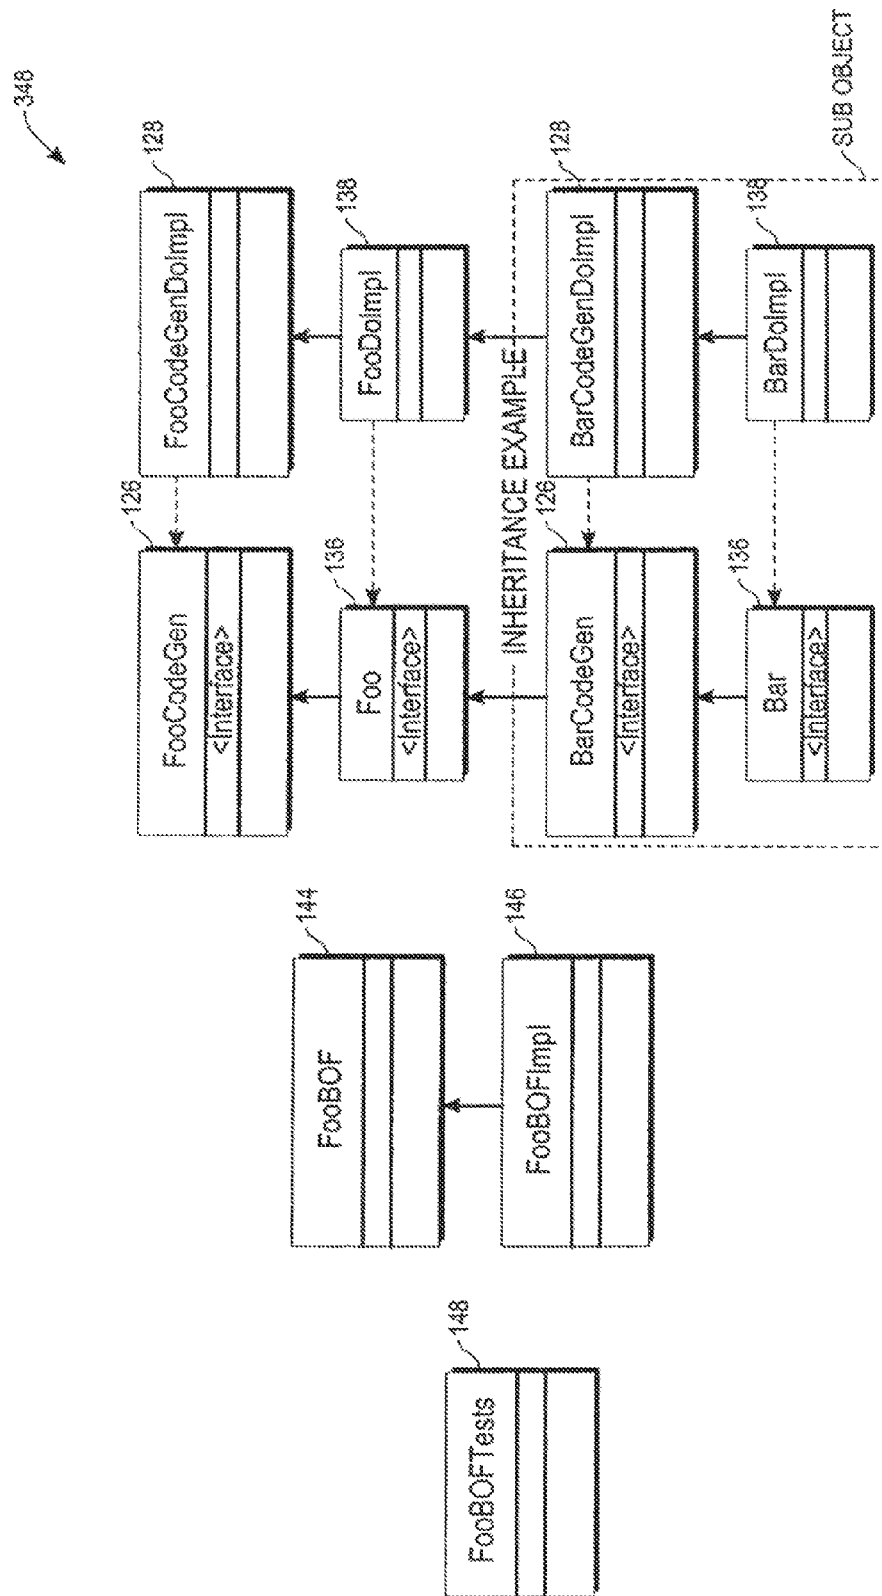 348
126
128
FooCodeGen
FooCodeGenDoImpl
<Interface>
144
FooBOF
136
138
Foo
FooDoImpl
<Interface>
148
FooBOFTests
146
INHERITANCE EXAMPLE
FooBOFImpl
126
128
BarCodeGen
BarCodeGenDoImpl
<Interface>
136
138
Bar
BarDoImpl
<Interface>
SUB OBJECT